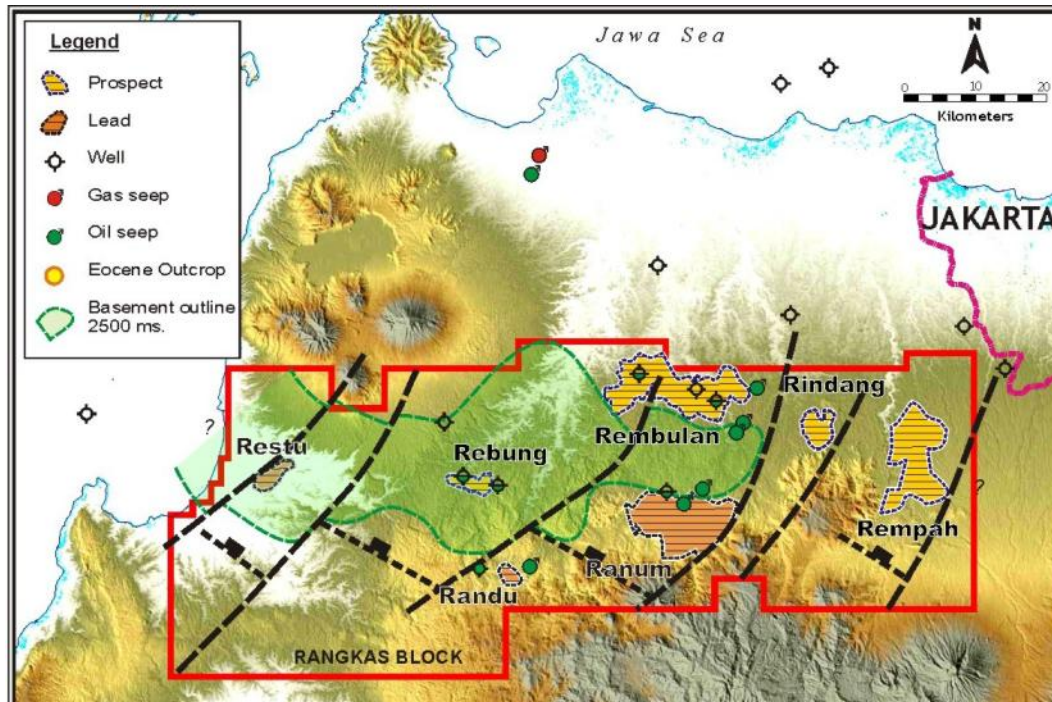 Legend
Prospect
Lead
Well
Gas seep
Oil seep
Eocene Outcrop
Basement outline
2500 ms.
Jawa Sea
N
0 10 20
Kilometers
JAKARTA
?
Restu
Rebung
Rembulan
Rindang
Rempah
?
Ranum
Randu
RANGKAS BLOCK